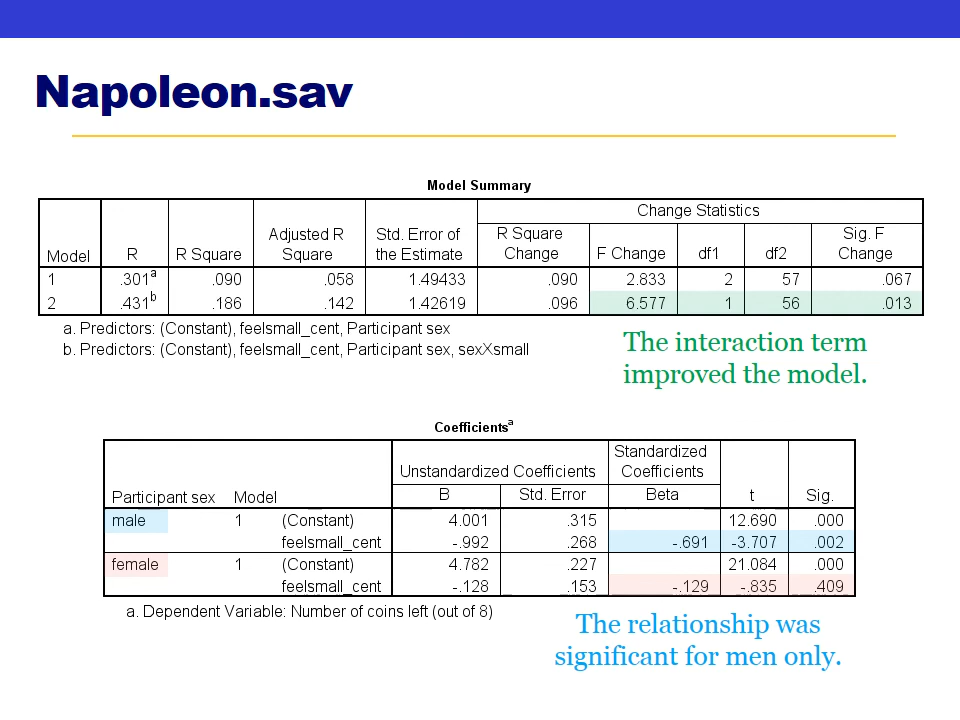 Napoleon.sav
Model Summary
Change Statistics
Model R R Square Adjusted R Square Std. Error of the Estimate R Square Change F Change df1 df2 Sig. F Change
1 .301a .090 .058 1.49433 .090 2.833 2 57 .067
2 .431b .186 .142 1.42619 .096 6.577 1 56 .013
a. Predictors: (Constant), feelsmall_cent, Participant sex
b. Predictors: (Constant), feelsmall_cent, Participant sex, sexXsmall
The interaction term
improved the model.
Coefficientsa
Unstandardized Coefficients Standardized Coefficients
Participant sex Model B Std. Error Beta t Sig.
male 1 (Constant) 4.001 .315 12.690 .000
feelsmall_cent -.992 .268 -.691 -3.707 .002
female 1 (Constant) 4.782 .227 21.084 .000
feelsmall_cent -.128 .153 -.129 -.835 .409
a. Dependent Variable: Number of coins left (out of 8)
The relationship was
significant for men only.